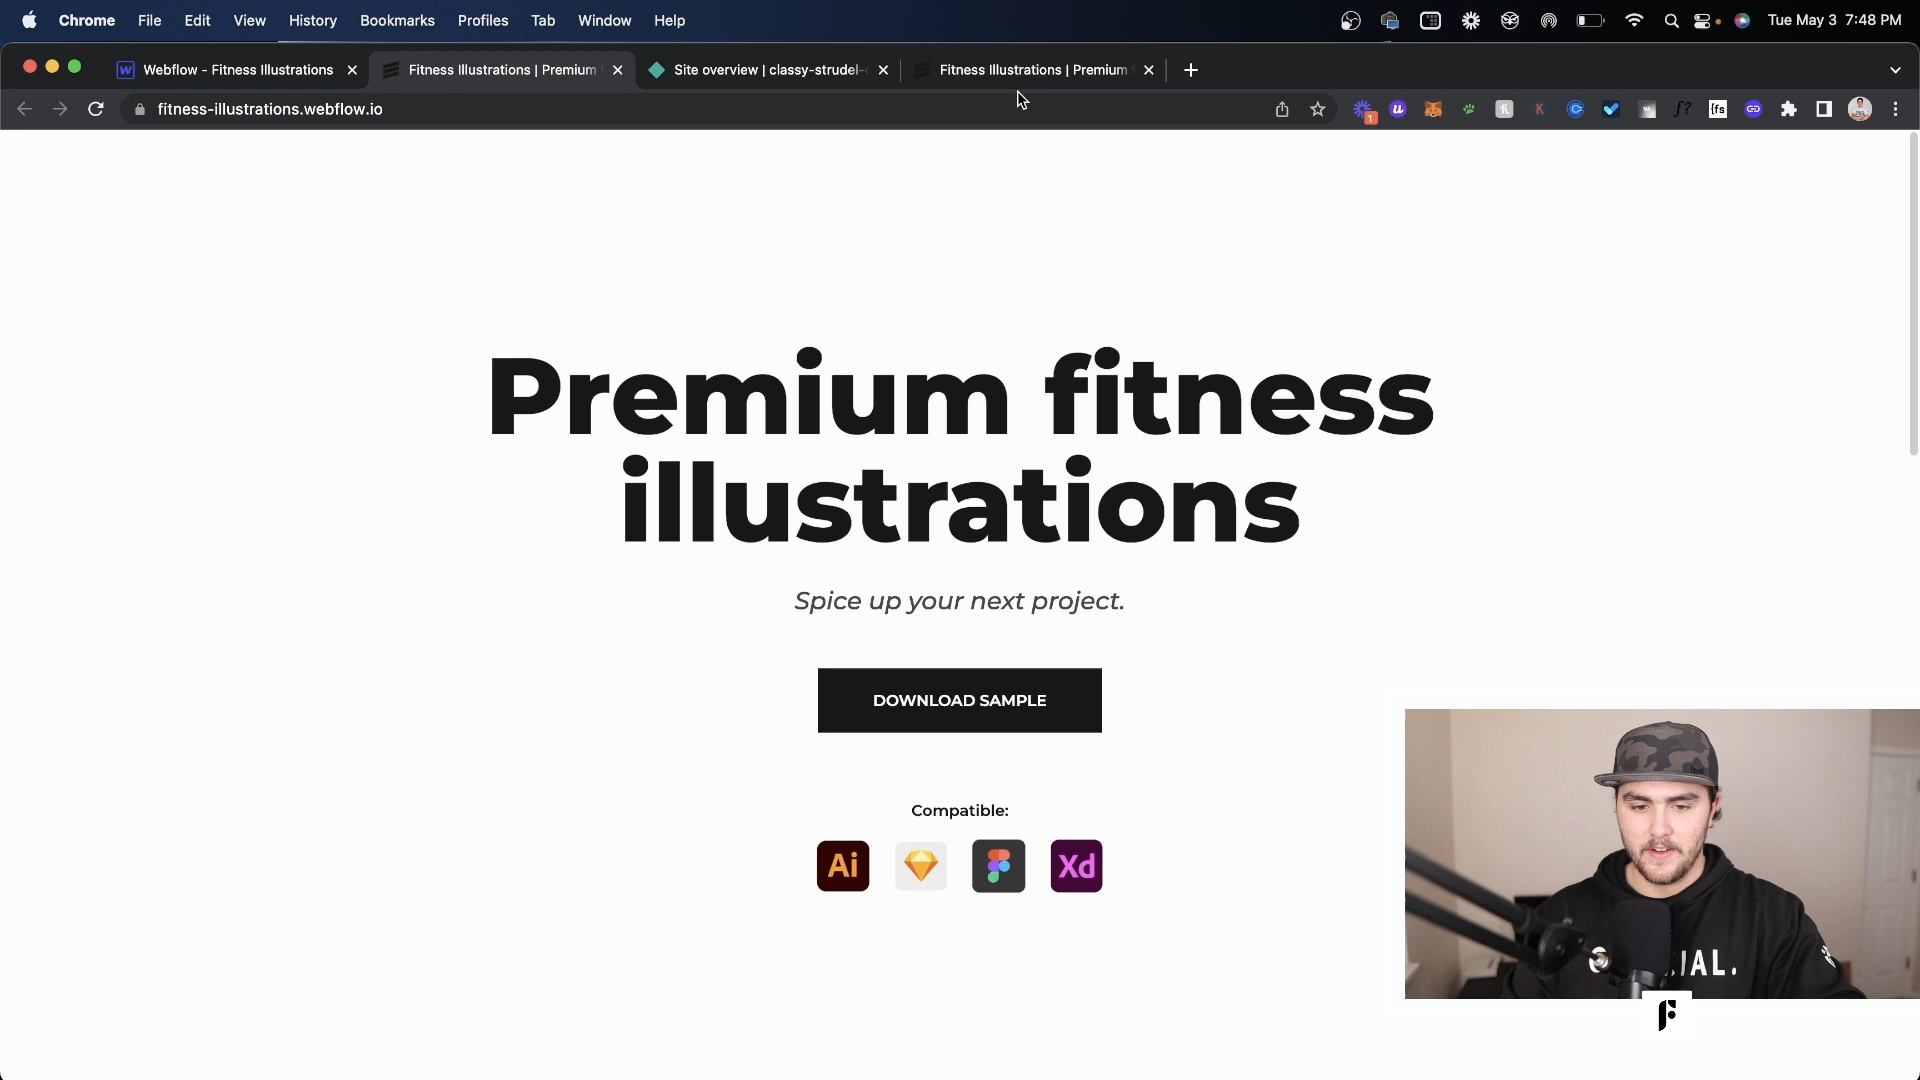 Chrome File Edit View History Bookmarks Profiles Tab Window Help Tue May 3 7:48 PM
Webflow - Fitness Illustrations Fitness Illustrations | Premium Site overview | classy-strudel- Fitness Illustrations | Premium
fitness-illustrations.webflow.io
1
Premium fitness
illustrations
Spice up your next project.
DOWNLOAD SAMPLE
Compatible:
Ai Xd